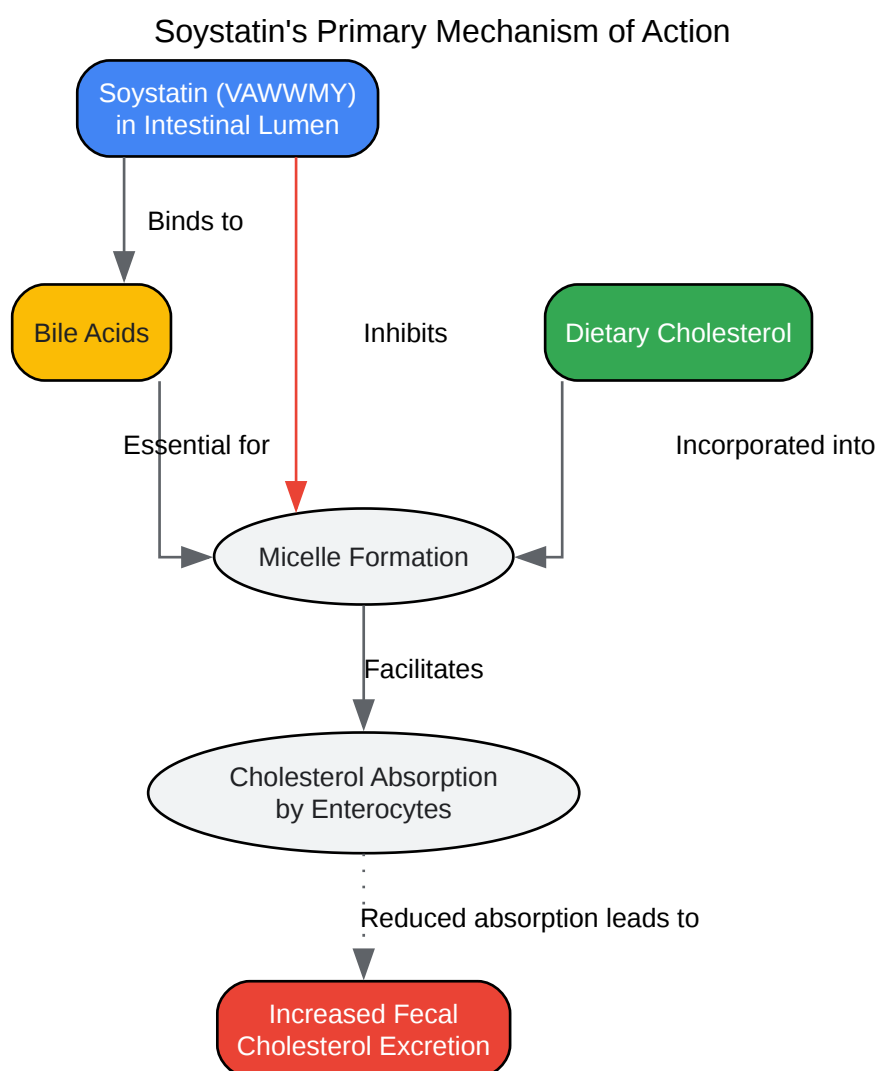 Soystatin's Primary Mechanism of Action
Soystatin (VAWWMY)
in Intestinal Lumen
Binds to
Bile Acids
Inhibits
Dietary Cholesterol
Essential for
Incorporated into
Micelle Formation
Facilitates
Cholesterol Absorption
by Enterocytes
Reduced absorption leads to
Increased Fecal
Cholesterol Excretion